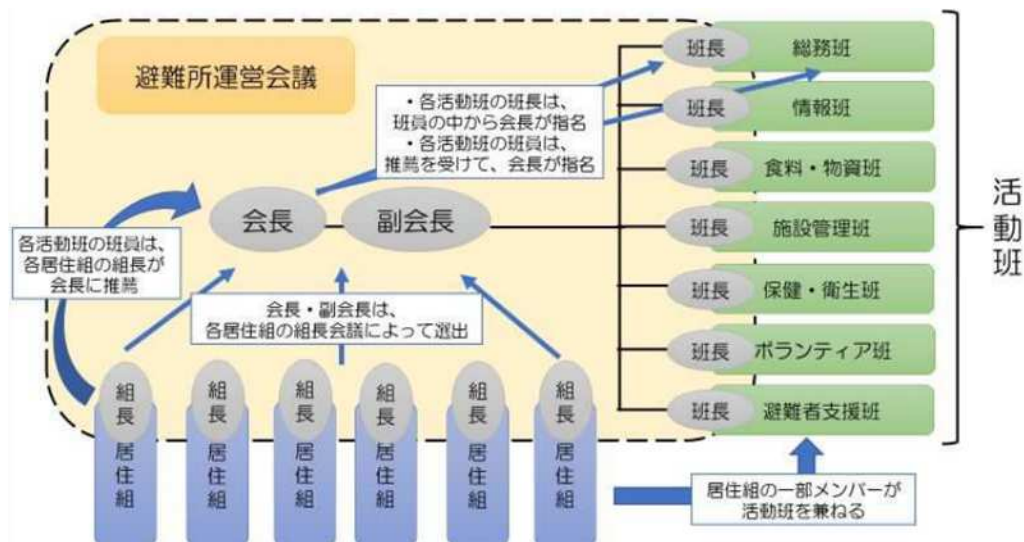 避難所運営会議
・各活動班の班長は、
班員の中から会長が指名
・各活動班の班員は、
推薦を受けて、会長が指名
班長
総務班
班長
情報班
班長
食料・物資班
班長
施設管理班
班長
保健・衛生班
班長
ボランティア班
班長
避難者支援班
活動班
会長
副会長
各活動班の班員は、
各居住組の組長が
会長に推薦
会長・副会長は、
各居住組の組長会議によって選出
組長
居住組
組長
居住組
組長
居住組
組長
居住組
組長
居住組
組長
居住組
居住組の一部メンバーが
活動班を兼ねる